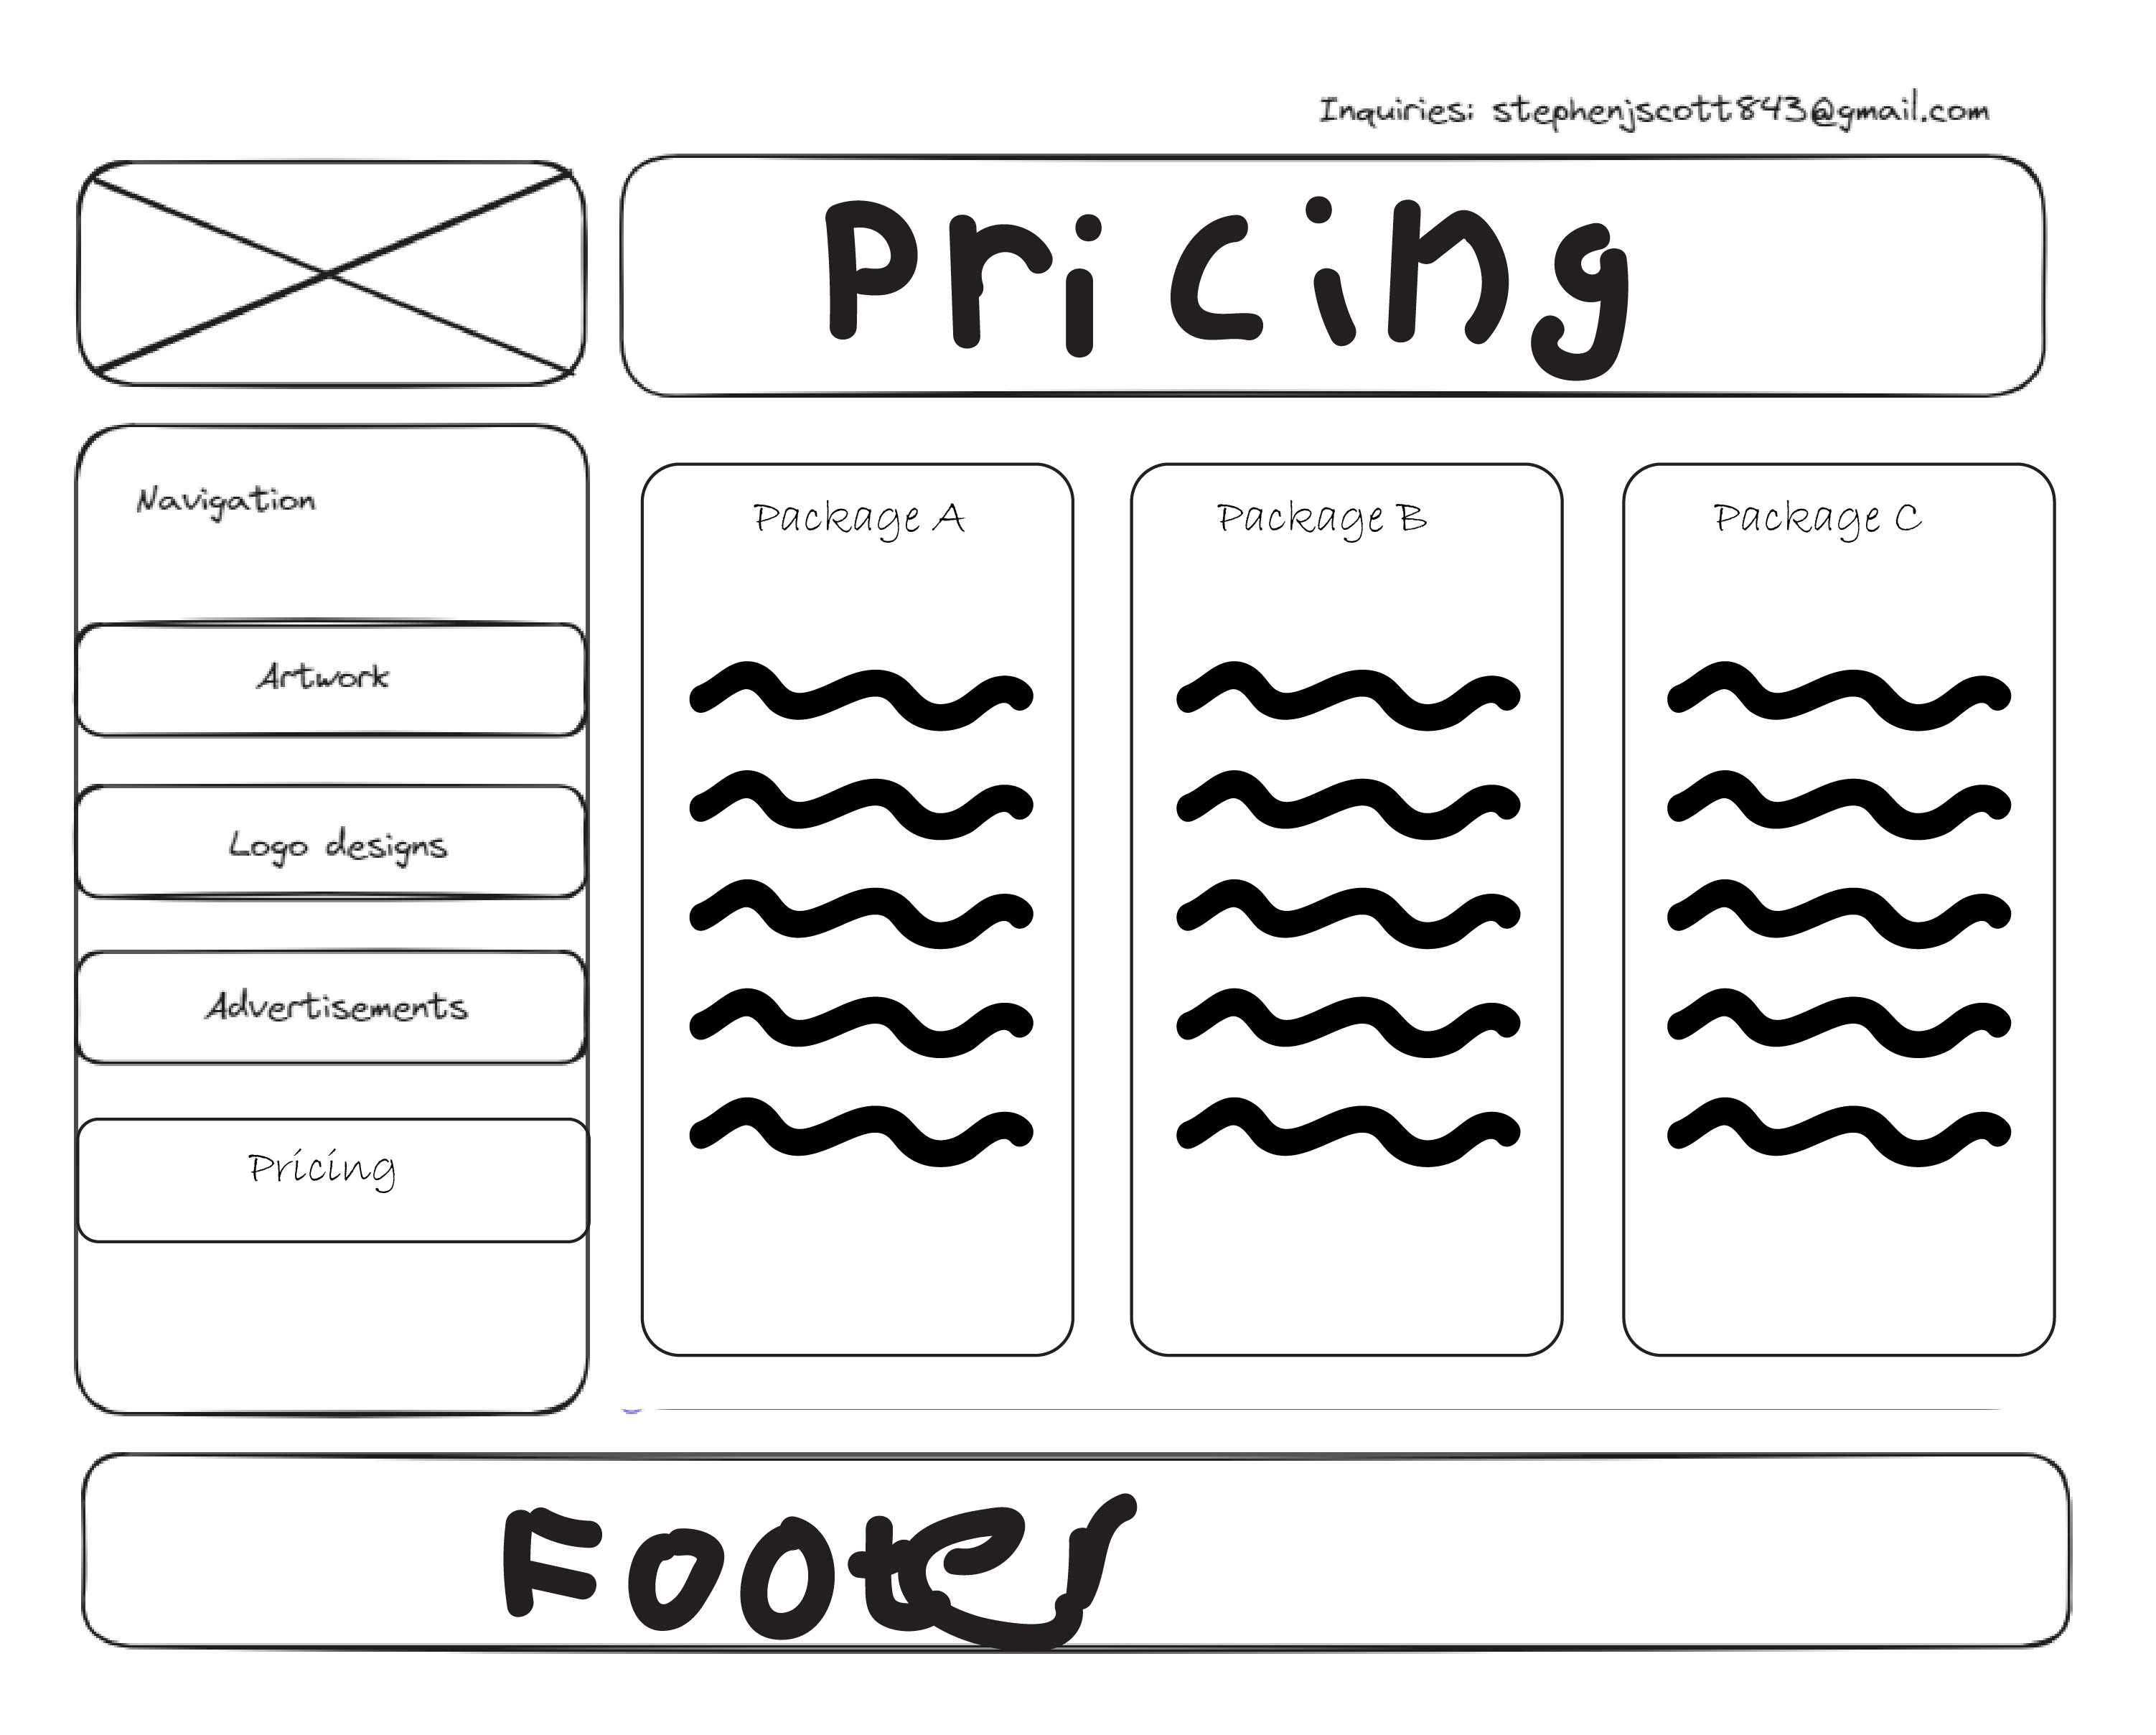 Inquiries: stephenjscott843@gmail.com
Pricing
Navigation
Artwork
Logo designs
Advertisements
Pricing
Package A
Package B
Package C
Footer